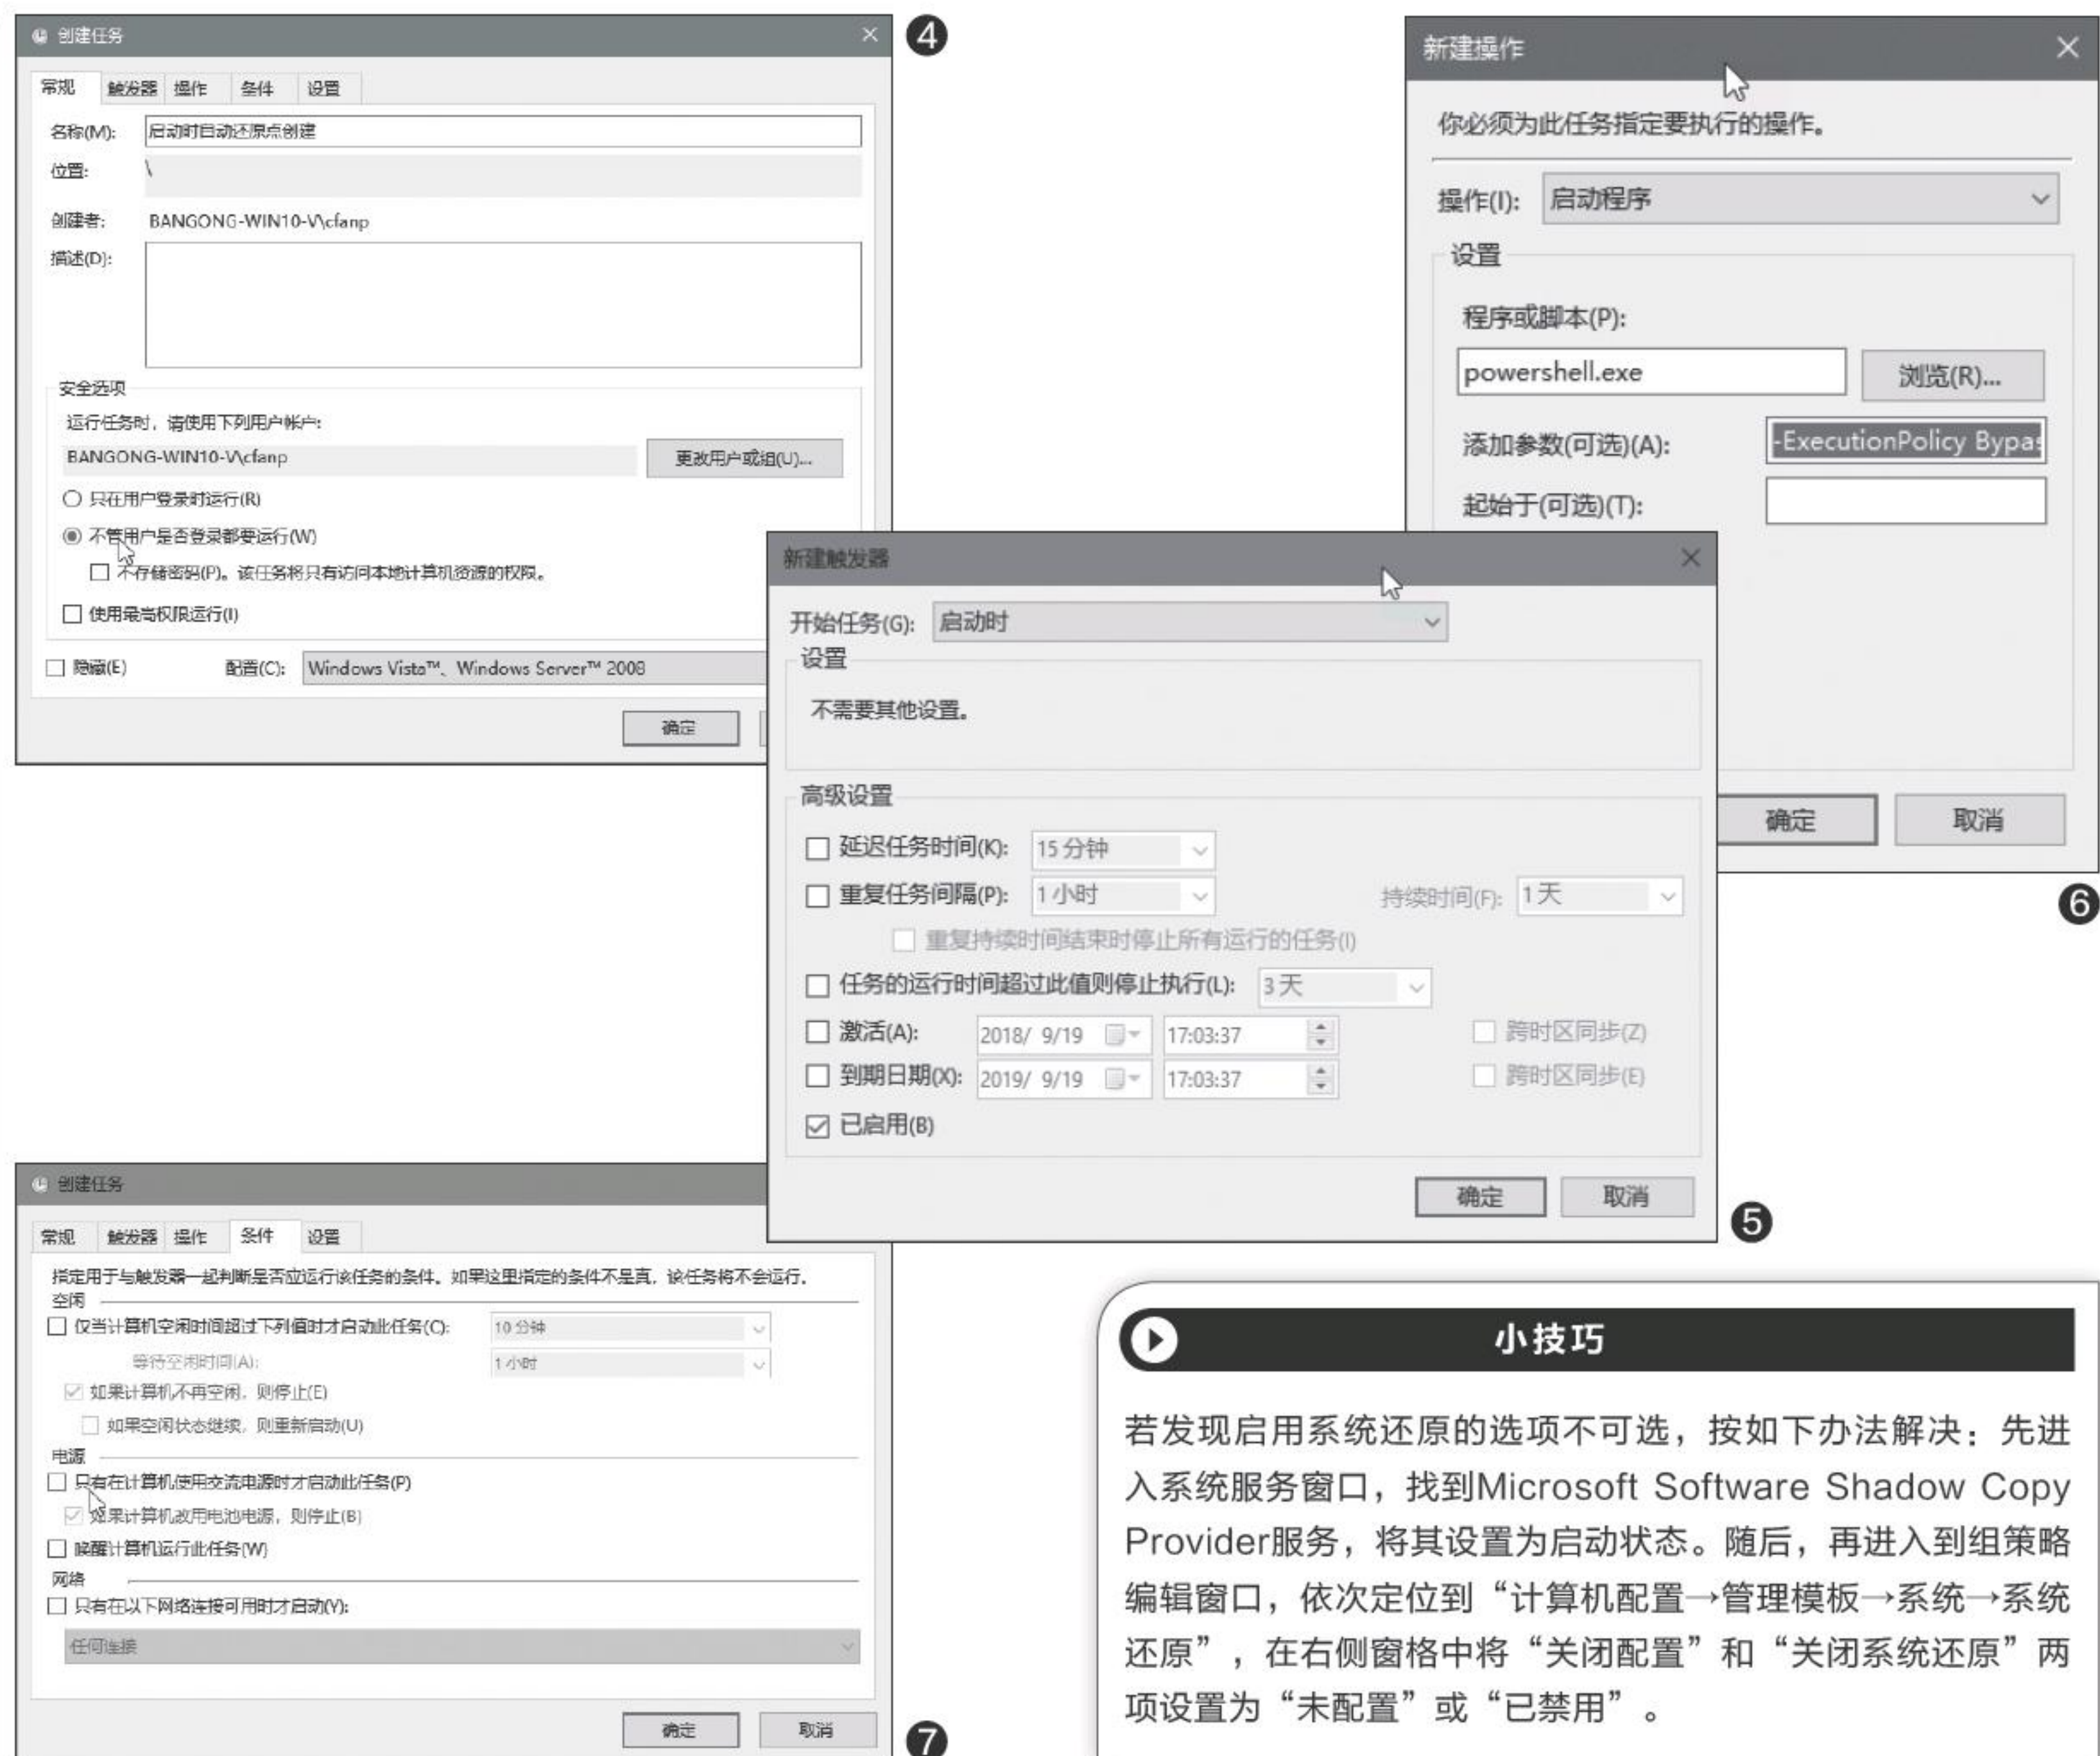 创建任务
④
常规 触发器 操作 条件 设置
名称(M): 启动时自动还原点创建
位置: \
创建者: BANGONG-WIN10-V\cfanp
描述(D):
安全选项
运行任务时，请使用下列用户帐户:
BANGONG-WIN10-V\cfanp 更改用户或组(U)...
只在用户登录时运行(R)
不管用户是否登录都要运行(W)
不存储密码(P)。该任务将只有访问本地计算机资源的权限。
使用最高权限运行(I)
隐藏(E) 配置(C): Windows Vista™、Windows Server™ 2008
确定
新建操作
你必须为此任务指定要执行的操作。
操作(I): 启动程序
设置
程序或脚本(P):
powershell.exe 浏览(R)...
添加参数(可选)(A): -ExecutionPolicy Bypas
起始于(可选)(T):
确定 取消
⑥
新建触发器
开始任务(G): 启动时
设置
不需要其他设置。
高级设置
延迟任务时间(K): 15 分钟
重复任务间隔(P): 1 小时 持续时间(F): 1 天
重复持续时间结束时停止所有运行的任务(I)
任务的运行时间超过此值则停止执行(L): 3 天
激活(A): 2018/ 9/19 17:03:37 跨时区同步(Z)
到期日期(X): 2019/ 9/19 17:03:37 跨时区同步(E)
已启用(B)
确定 取消
⑤
创建任务
常规 触发器 操作 条件 设置
指定用于与触发器一起判断是否应运行该任务的条件。如果这里指定的条件不是真，该任务将不会运行。
空闲
仅当计算机空闲时间超过下列值时才启动此任务(C): 10 分钟
等待空闲时间(A): 1 小时
如果计算机不再空闲，则停止(E)
如果空闲状态继续，则重新启动(U)
电源
只有在计算机使用交流电源时才启动此任务(P)
如果计算机改用电池电源，则停止(B)
唤醒计算机运行此任务(W)
网络
只有在以下网络连接可用时才启动(Y):
任何连接
确定 取消
⑦
小技巧
若发现启用系统还原的选项不可选，按如下办法解决：先进
入系统服务窗口，找到Microsoft Software Shadow Copy
Provider服务，将其设置为启动状态。随后，再进入到组策略
编辑窗口，依次定位到“计算机配置→管理模板→系统→系统
还原”，在右侧窗格中将“关闭配置”和“关闭系统还原”两
项设置为“未配置”或“已禁用”。